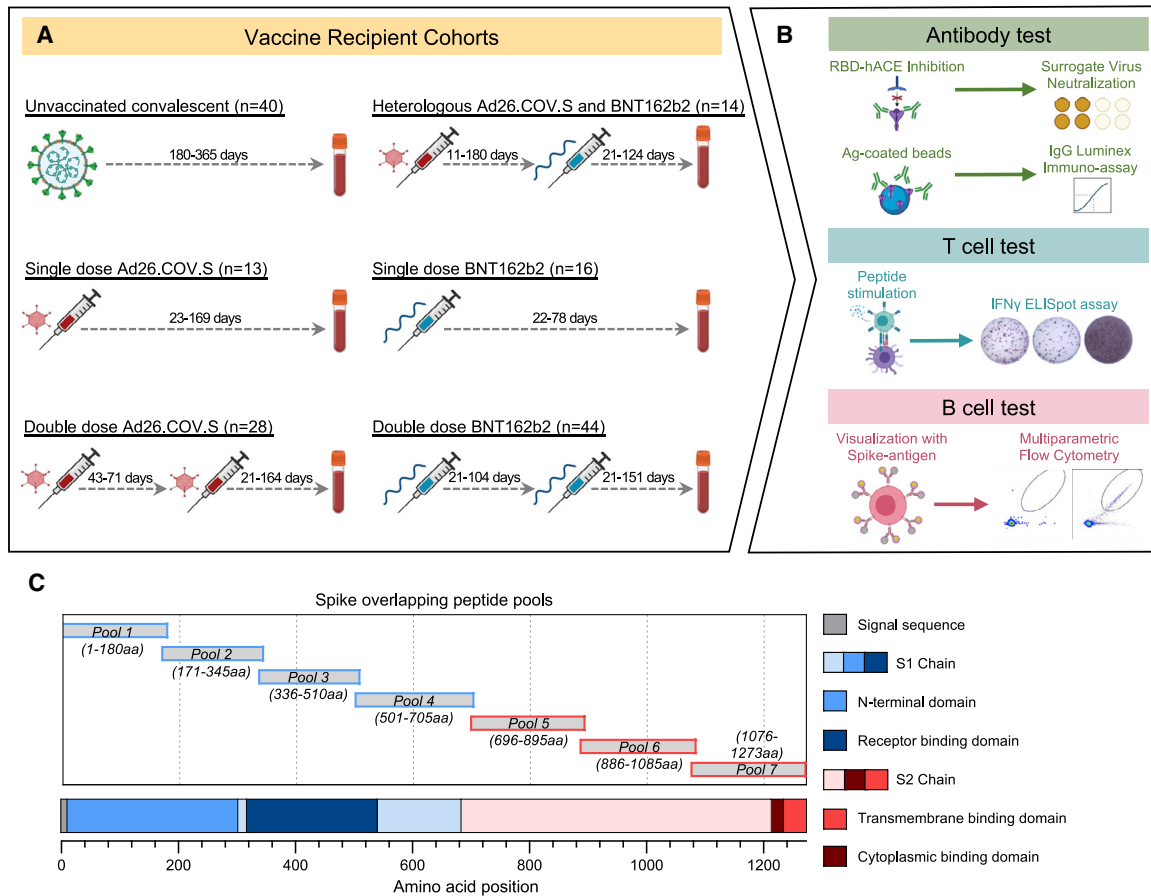 A
Vaccine Recipient Cohorts
Unvaccinated convalescent (n=40)
180-365 days
Heterologous Ad26.COV.S and BNT162b2 (n=14)
11-180 days
21-124 days
Single dose Ad26.COV.S (n=13)
23-169 days
Single dose BNT162b2 (n=16)
22-78 days
Double dose Ad26.COV.S (n=28)
43-71 days
21-164 days
Double dose BNT162b2 (n=44)
21-104 days
21-151 days
B
Antibody test
RBD-hACE Inhibition
Surrogate Virus
Neutralization
Ag-coated beads
IgG Luminex
Immuno-assay
T cell test
Peptide
stimulation
IFNγ ELISpot assay
B cell test
Visualization with
Spike-antigen
Multiparametric
Flow Cytometry
C
Spike overlapping peptide pools
Pool 1
(1-180aa)
Pool 2
(171-345aa)
Pool 3
(336-510aa)
Pool 4
(501-705aa)
Pool 5
(696-895aa)
Pool 6
(886-1085aa)
(1076-
1273aa)
Pool 7
0 200 400 600 800 1000 1200
Amino acid position
Signal sequence
S1 Chain
N-terminal domain
Receptor binding domain
S2 Chain
Transmembrane binding domain
Cytoplasmic binding domain